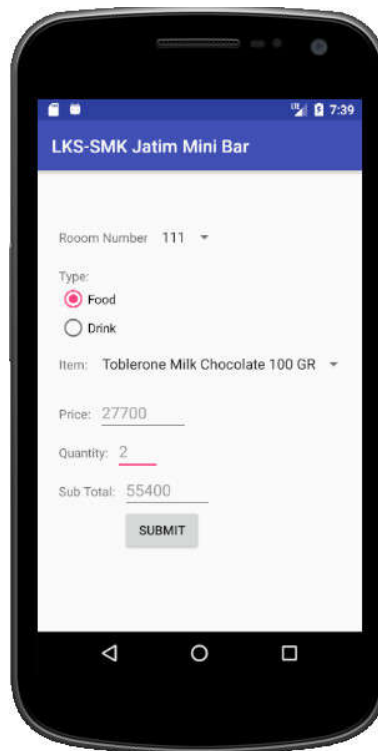 LTE 7:39
LKS-SMK Jatim Mini Bar
Rooom Number 111
Type:
Food
Drink
Item: Toblerone Milk Chocolate 100 GR
Price: 27700
Quantity: 2
Sub Total: 55400
SUBMIT